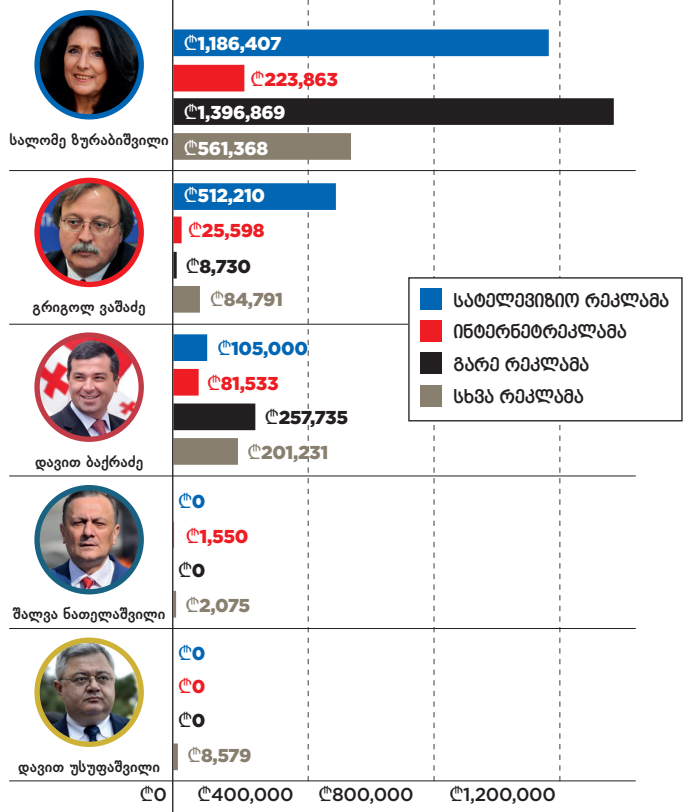 ₾1,186,407
₾223,863
₾1,396,869
სალომე ზურაბიშვილი
₾561,368
₾512,210
₾25,598
₾8,730
₾84,791
გრიგოლ ვაშაძე
სატელევიზიო რეკლამა
ინტერნეტრეკლამა
გარე რეკლამა
სხვა რეკლამა
₾105,000
₾81,533
₾257,735
₾201,231
დავით ბაქრაძე
₾0
₾1,550
₾0
₾2,075
შალვა ნათელაშვილი
₾0
₾0
₾0
₾8,579
დავით უსუფაშვილი
₾0 ₾400,000 ₾800,000 ₾1,200,000